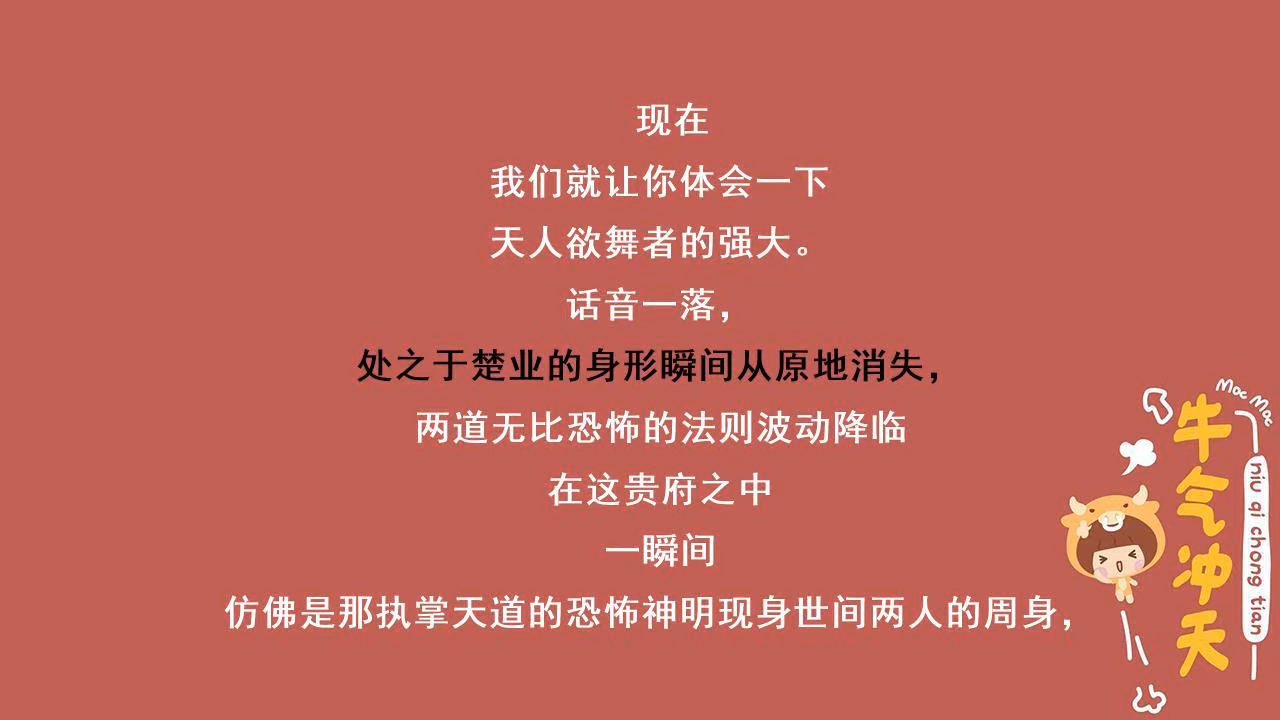 现在
我们就让你体会一下
天人欲舞者的强大。
话音一落，
处之于楚业的身形瞬间从原地消失，
两道无比恐怖的法则波动降临
在这贵府之中
一瞬间
仿佛是那执掌天道的恐怖神明现身世间两人的周身，
Moc Moc
牛气冲天
niu qi chong tian